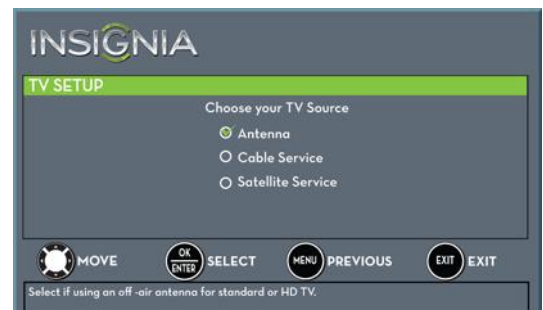 INSIGNIA
TV SETUP
Choose your TV Source
Antenna
Cable Service
Satellite Service
MOVE OK ENTER SELECT MENU PREVIOUS EXIT EXIT
Select if using an off -air antenna for standard or HD TV.